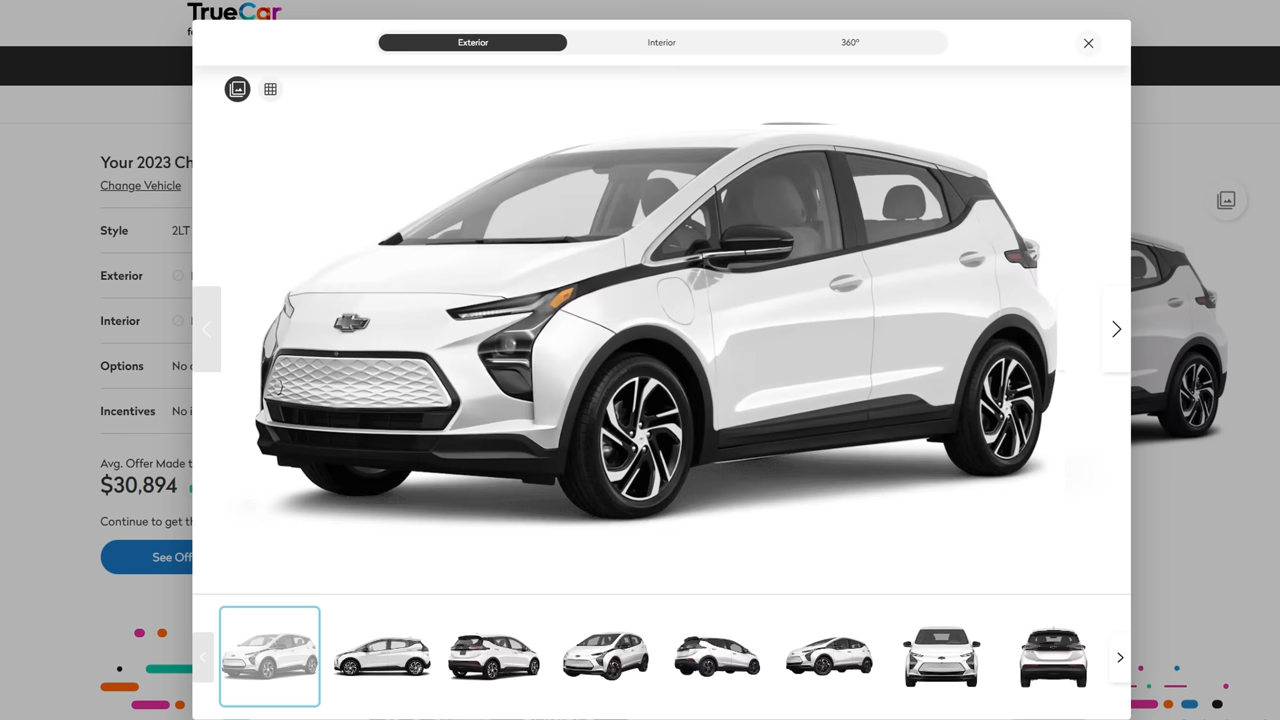 TrueCar
Exterior
Interior
360°
Your 2023 Ch
Change Vehicle
Style
2LT
Exterior
Interior
Options
No
Incentives
No
Avg. Offer Made t
$30,894
Continue to get th
See Off